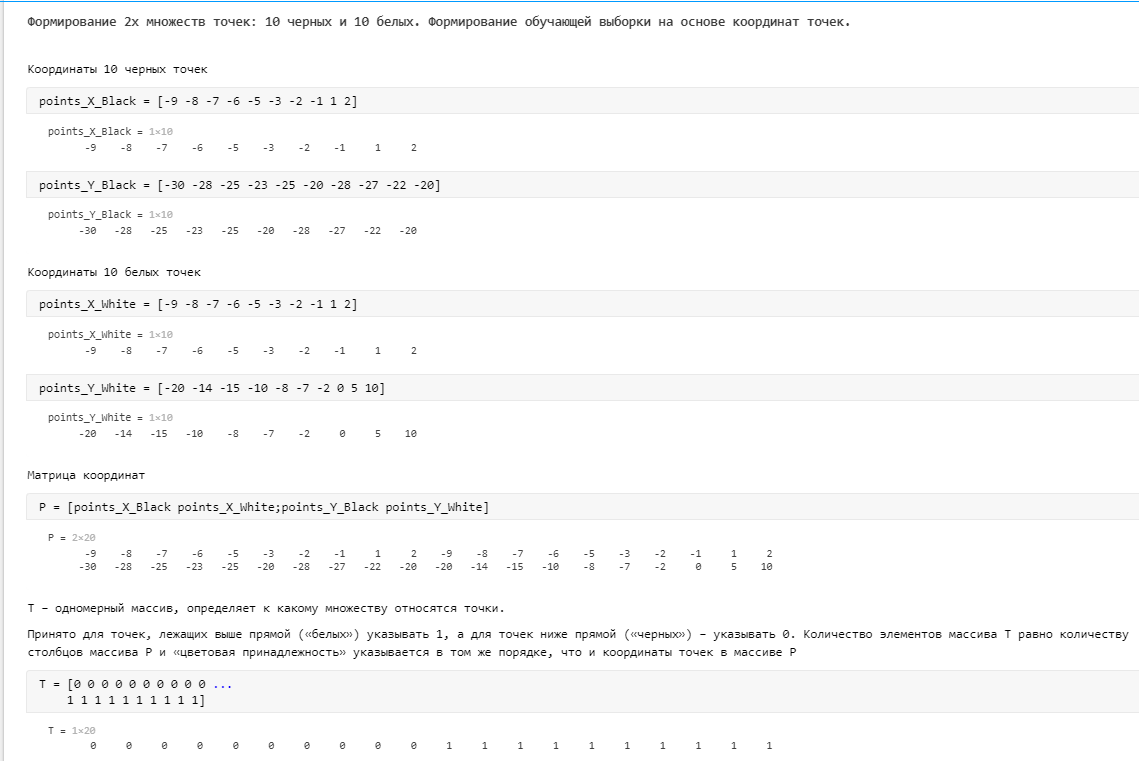 Формирование 2х множеств точек: 10 черных и 10 белых. Формирование обучающей выборки на основе координат точек.
Координаты 10 черных точек
points_X_Black = [-9 -8 -7 -6 -5 -3 -2 -1 1 2]
points_X_Black = 1×10
-9 -8 -7 -6 -5 -3 -2 -1 1 2
points_Y_Black = [-30 -28 -25 -23 -25 -20 -28 -27 -22 -20]
points_Y_Black = 1×10
-30 -28 -25 -23 -25 -20 -28 -27 -22 -20
Координаты 10 белых точек
points_X_White = [-9 -8 -7 -6 -5 -3 -2 -1 1 2]
points_X_White = 1×10
-9 -8 -7 -6 -5 -3 -2 -1 1 2
points_Y_White = [-20 -14 -15 -10 -8 -7 -2 0 5 10]
points_Y_White = 1×10
-20 -14 -15 -10 -8 -7 -2 0 5 10
Матрица координат
P = [points_X_Black points_X_White;points_Y_Black points_Y_White]
P = 2×20
-9 -8 -7 -6 -5 -3 -2 -1 1 2 -9 -8 -7 -6 -5 -3 -2 -1 1 2
-30 -28 -25 -23 -25 -20 -28 -27 -22 -20 -20 -14 -15 -10 -8 -7 -2 0 5 10
T – одномерный массив, определяет к какому множеству относятся точки.
Принято для точек, лежащих выше прямой («белых») указывать 1, а для точек ниже прямой («черных») – указывать 0. Количество элементов массива T равно количеству
столбцов массива P и «цветовая принадлежность» указывается в том же порядке, что и координаты точек в массиве P
T = [0 0 0 0 0 0 0 0 0 0 ...
1 1 1 1 1 1 1 1 1 1]
T = 1×20
0 0 0 0 0 0 0 0 0 0 1 1 1 1 1 1 1 1 1 1